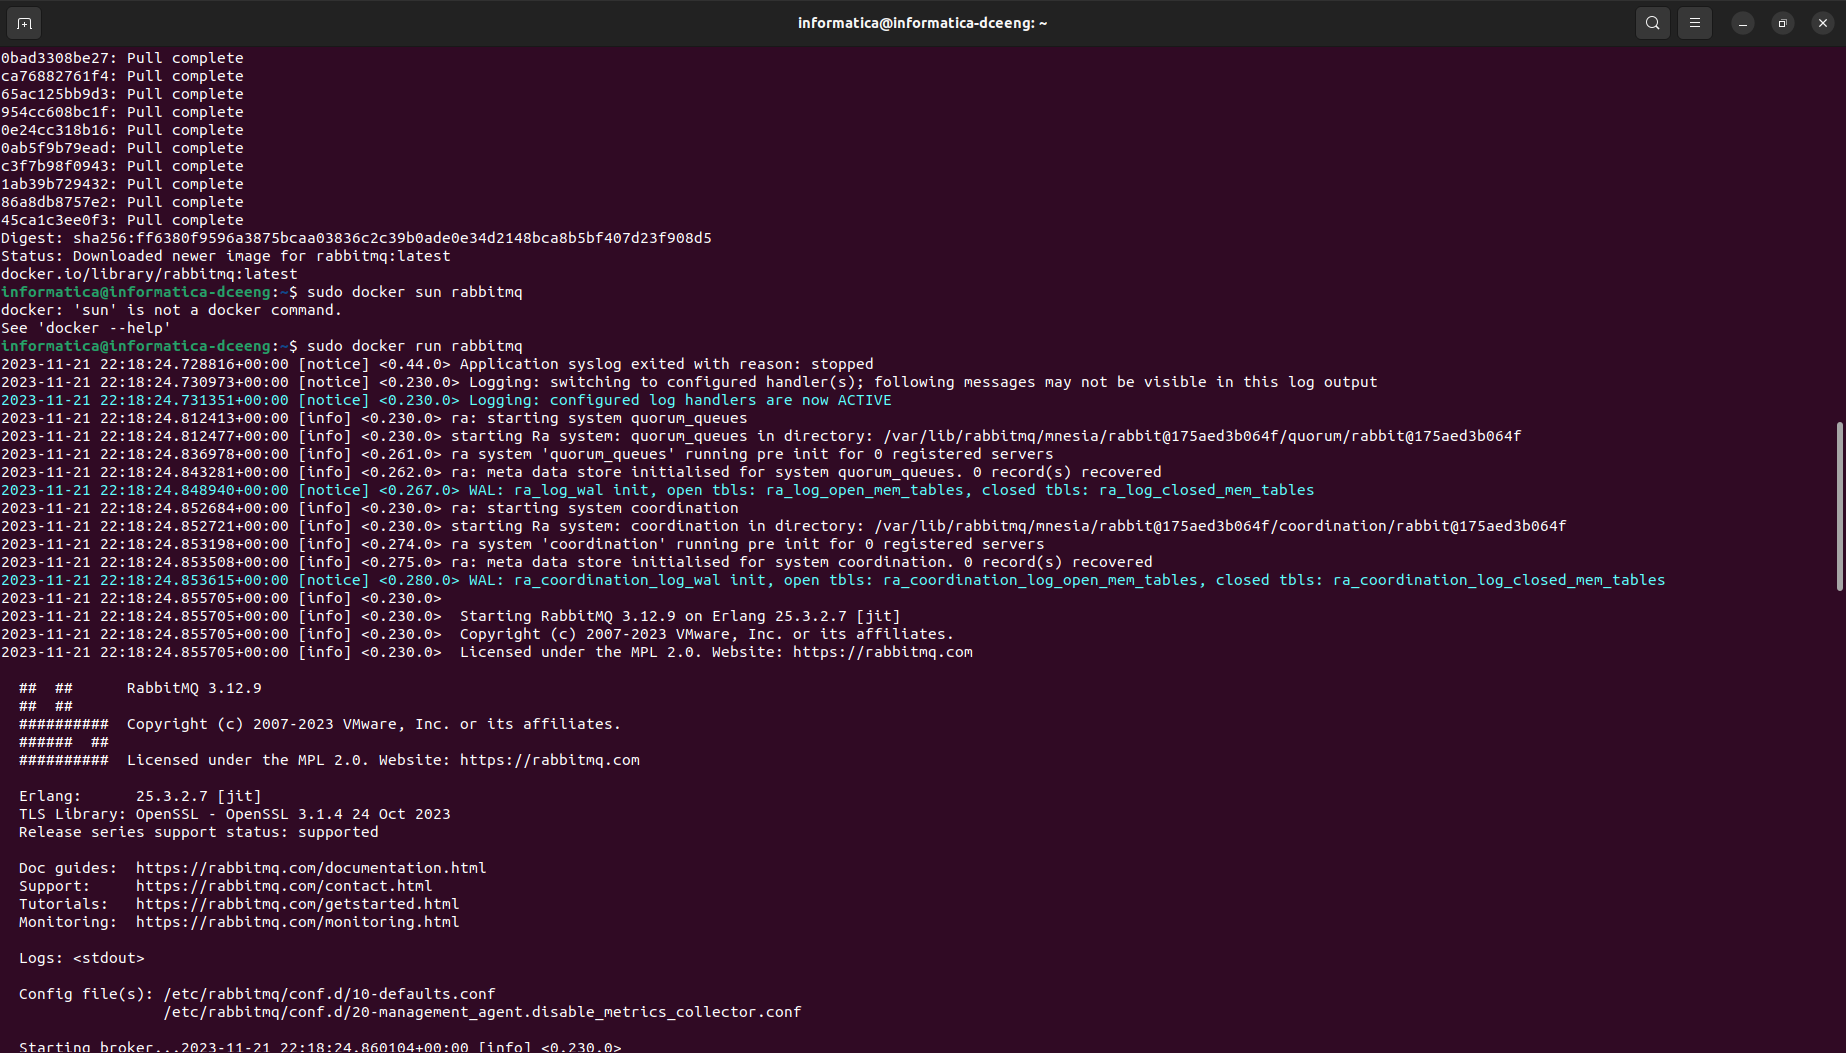 informatica@informatica-dceeng: ~
0bad3308be27: Pull complete
ca76882761f4: Pull complete
65ac125bb9d3: Pull complete
954cc608bc1f: Pull complete
0e24cc318b16: Pull complete
0ab5f9b79ead: Pull complete
c3f7b98f0943: Pull complete
1ab39b729432: Pull complete
86a8db8757e2: Pull complete
45ca1c3ee0f3: Pull complete
Digest: sha256:ff6380f9596a3875bcaa03836c2c39b0ade0e34d2148bca8b5bf407d23f908d5
Status: Downloaded newer image for rabbitmq:latest
docker.io/library/rabbitmq:latest
informatica@informatica-dceeng:~$ sudo docker sun rabbitmq
docker: 'sun' is not a docker command.
See 'docker --help'
informatica@informatica-dceeng:~$ sudo docker run rabbitmq
2023-11-21 22:18:24.728816+00:00 [notice] <0.44.0> Application syslog exited with reason: stopped
2023-11-21 22:18:24.730973+00:00 [notice] <0.230.0> Logging: switching to configured handler(s); following messages may not be visible in this log output
2023-11-21 22:18:24.731351+00:00 [notice] <0.230.0> Logging: configured log handlers are now ACTIVE
2023-11-21 22:18:24.812413+00:00 [info] <0.230.0> ra: starting system quorum_queues
2023-11-21 22:18:24.812477+00:00 [info] <0.230.0> starting Ra system: quorum_queues in directory: /var/lib/rabbitmq/mnesia/rabbit@175aed3b064f/quorum/rabbit@175aed3b064f
2023-11-21 22:18:24.836978+00:00 [info] <0.261.0> ra system 'quorum_queues' running pre init for 0 registered servers
2023-11-21 22:18:24.843281+00:00 [info] <0.262.0> ra: meta data store initialised for system quorum_queues. 0 record(s) recovered
2023-11-21 22:18:24.848940+00:00 [notice] <0.267.0> WAL: ra_log_wal init, open tbls: ra_log_open_mem_tables, closed tbls: ra_log_closed_mem_tables
2023-11-21 22:18:24.852684+00:00 [info] <0.230.0> ra: starting system coordination
2023-11-21 22:18:24.852721+00:00 [info] <0.230.0> starting Ra system: coordination in directory: /var/lib/rabbitmq/mnesia/rabbit@175aed3b064f/coordination/rabbit@175aed3b064f
2023-11-21 22:18:24.853198+00:00 [info] <0.274.0> ra system 'coordination' running pre init for 0 registered servers
2023-11-21 22:18:24.853508+00:00 [info] <0.275.0> ra: meta data store initialised for system coordination. 0 record(s) recovered
2023-11-21 22:18:24.853615+00:00 [notice] <0.280.0> WAL: ra_coordination_log_wal init, open tbls: ra_coordination_log_open_mem_tables, closed tbls: ra_coordination_log_closed_mem_tables
2023-11-21 22:18:24.855705+00:00 [info] <0.230.0>
2023-11-21 22:18:24.855705+00:00 [info] <0.230.0>  Starting RabbitMQ 3.12.9 on Erlang 25.3.2.7 [jit]
2023-11-21 22:18:24.855705+00:00 [info] <0.230.0>  Copyright (c) 2007-2023 VMware, Inc. or its affiliates.
2023-11-21 22:18:24.855705+00:00 [info] <0.230.0>  Licensed under the MPL 2.0. Website: https://rabbitmq.com
##  ##      RabbitMQ 3.12.9
##  ##
##########  Copyright (c) 2007-2023 VMware, Inc. or its affiliates.
######  ##
##########  Licensed under the MPL 2.0. Website: https://rabbitmq.com
Erlang:      25.3.2.7 [jit]
TLS Library: OpenSSL - OpenSSL 3.1.4 24 Oct 2023
Release series support status: supported
Doc guides:  https://rabbitmq.com/documentation.html
Support:     https://rabbitmq.com/contact.html
Tutorials:   https://rabbitmq.com/getstarted.html
Monitoring:  https://rabbitmq.com/monitoring.html
Logs: <stdout>
Config file(s): /etc/rabbitmq/conf.d/10-defaults.conf
/etc/rabbitmq/conf.d/20-management_agent.disable_metrics_collector.conf
Starting broker...2023-11-21 22:18:24.860104+00:00 [info] <0.230.0>